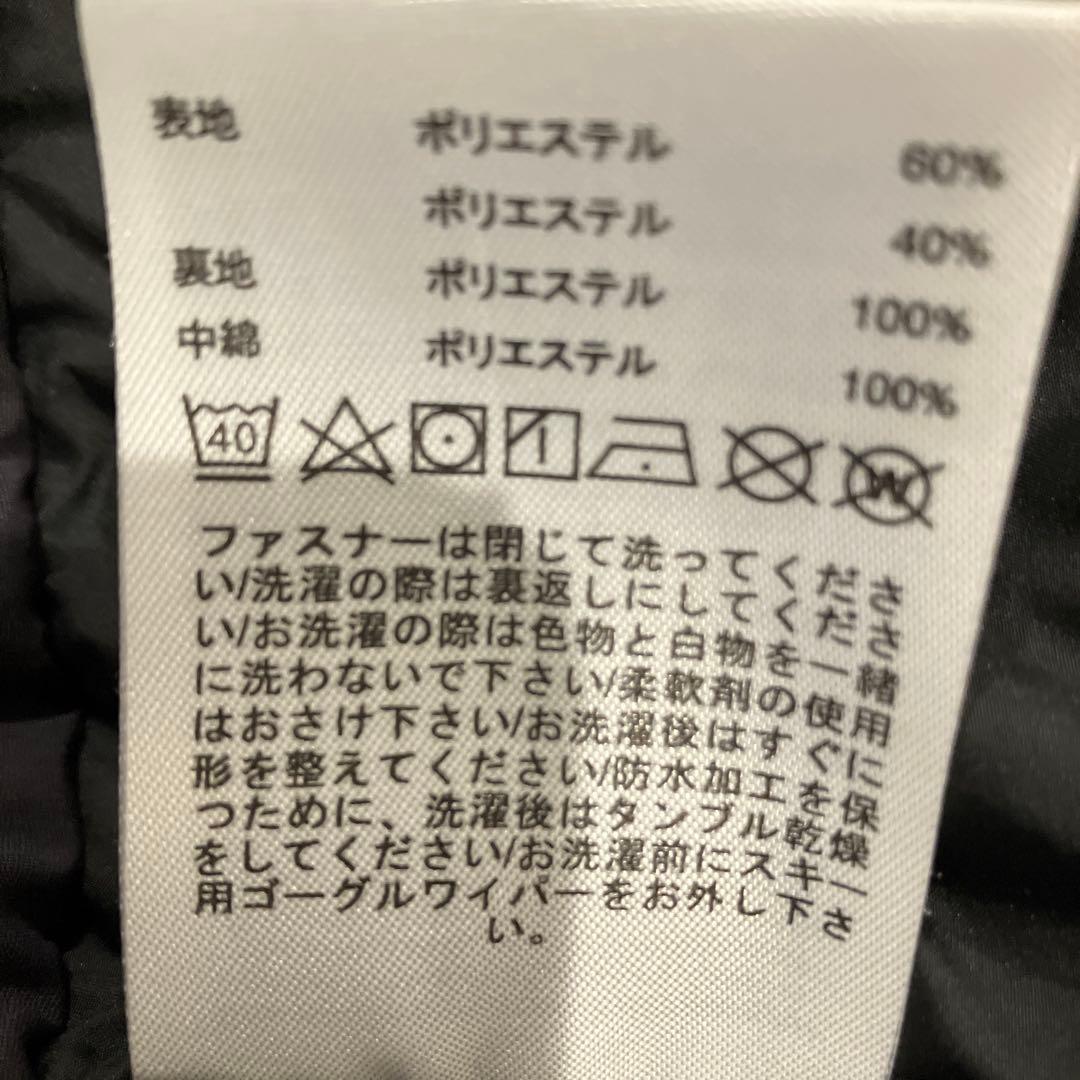 表地 ポリエステル 60%
ポリエステル 40%
裏地 ポリエステル 100%
中綿 ポリエステル 100%
40 W
ファスナーは閉じて洗ってくださ
い/洗濯の際は裏返しにしてくださ
い/お洗濯の際は色物と白物を一緒
に洗わないで下さい/柔軟剤の使用
はおさけ下さい/お洗濯後はすぐに
形を整えてください/防水加工を保
つために、洗濯後はタンブル乾燥
をしてください/お洗濯前にスキー
用ゴーグルワイパーをお外し下さ
い。